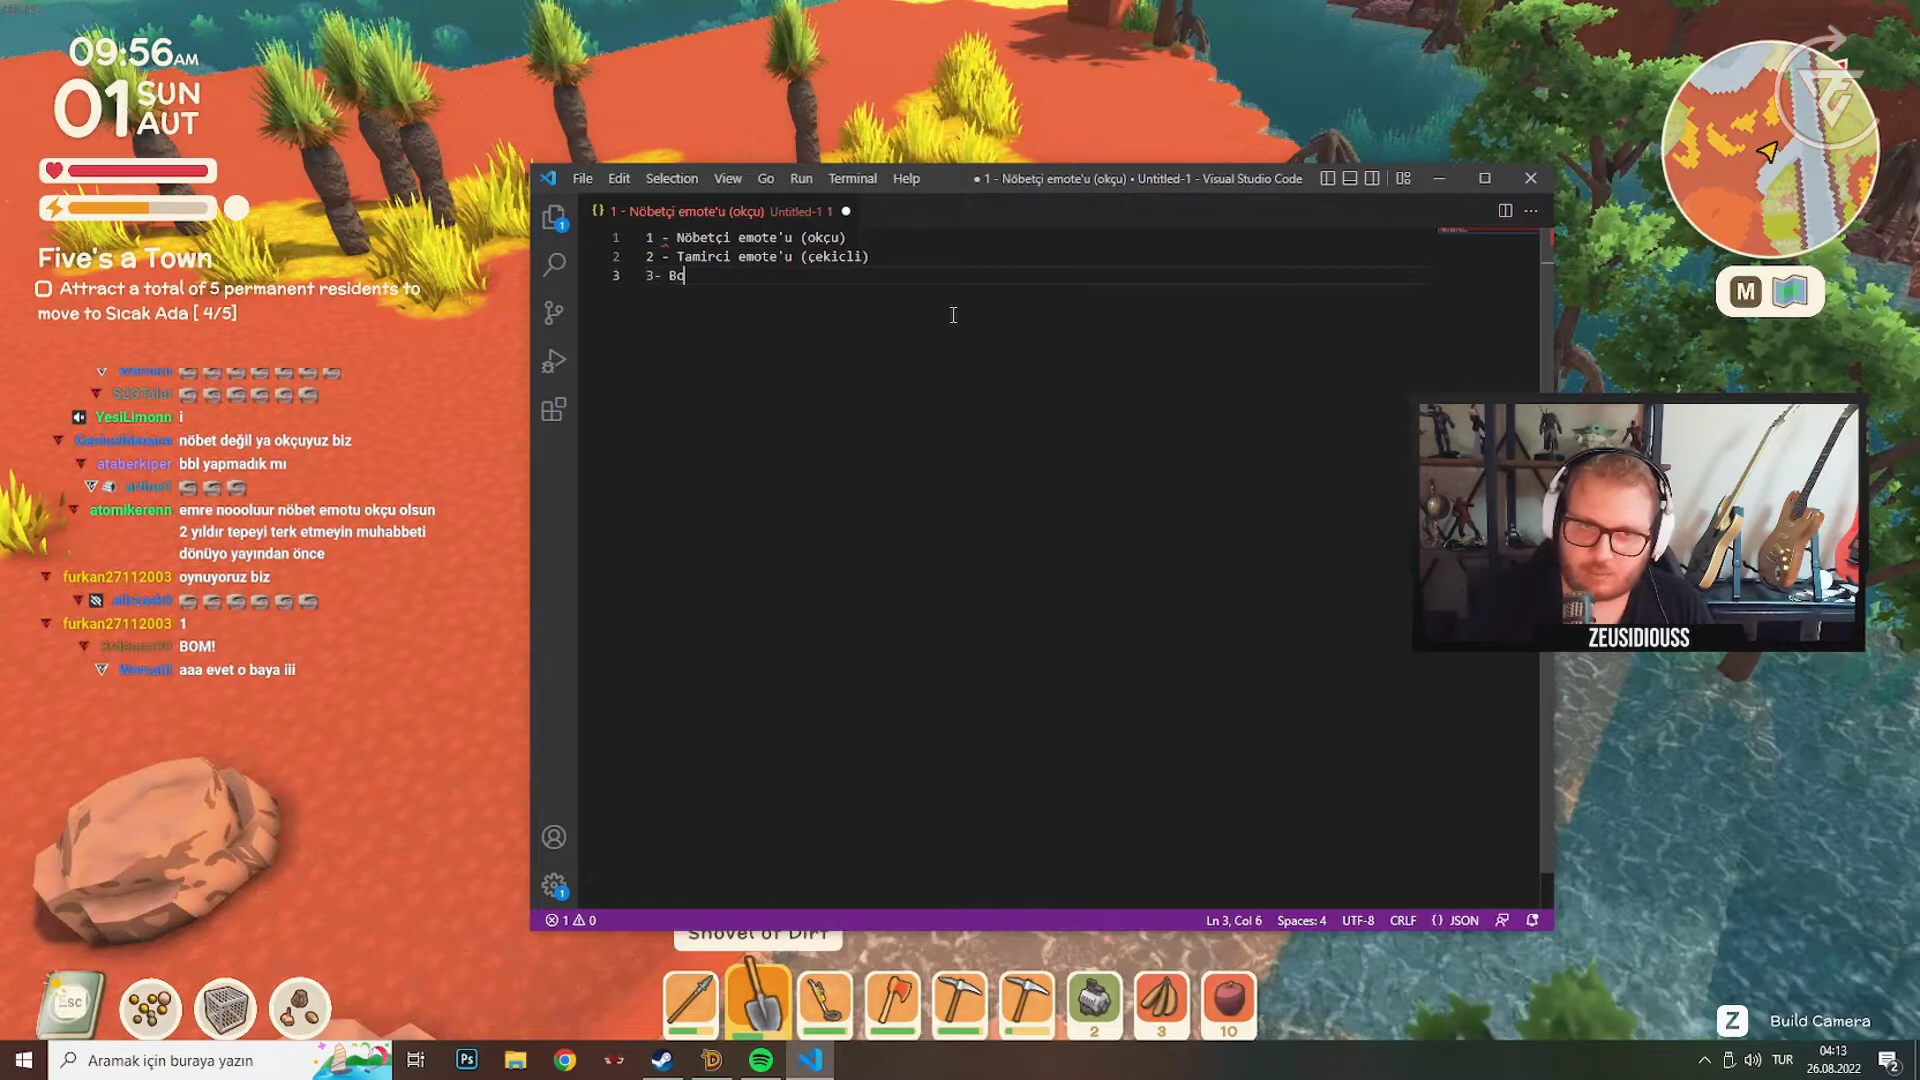 09:56AM
01 SUN
AUT
Five's a Town
Attract a total of 5 permanent residents to
move to Sıcak Ada [ 4/5]
YesilLimonn i
nöbet değil ya okçuyuz biz
ataberkiper bbl yapmadık mı
atomikerenn emre noooluur nöbet emotu okçu olsun
2 yıldır tepeyi terk etmeyin muhabbeti
dönüyo yayından önce
furkan27112003 oynuyoruz biz
furkan27112003 1
BOM!
aaa evet o baya iii
File Edit Selection View Go Run Terminal Help
● 1 - Nöbetçi emote'u (okçu) • Untitled-1 - Visual Studio Code
{} 1 - Nöbetçi emote'u (okçu) Untitled-1 1 ●
1 1 - Nöbetçi emote'u (okçu)
2 2 - Tamirci emote'u (çekiçli)
3 3- Bo
1 0
Ln 3, Col 6 Spaces: 4 UTF-8 CRLF {} JSON
1
1
M
ZEUSIDIOUSS
Shovel of Dirt
2 3 10
Esc
Z Build Camera
Aramak için buraya yazın
Ps
TUR
04:13
26.08.2022
2